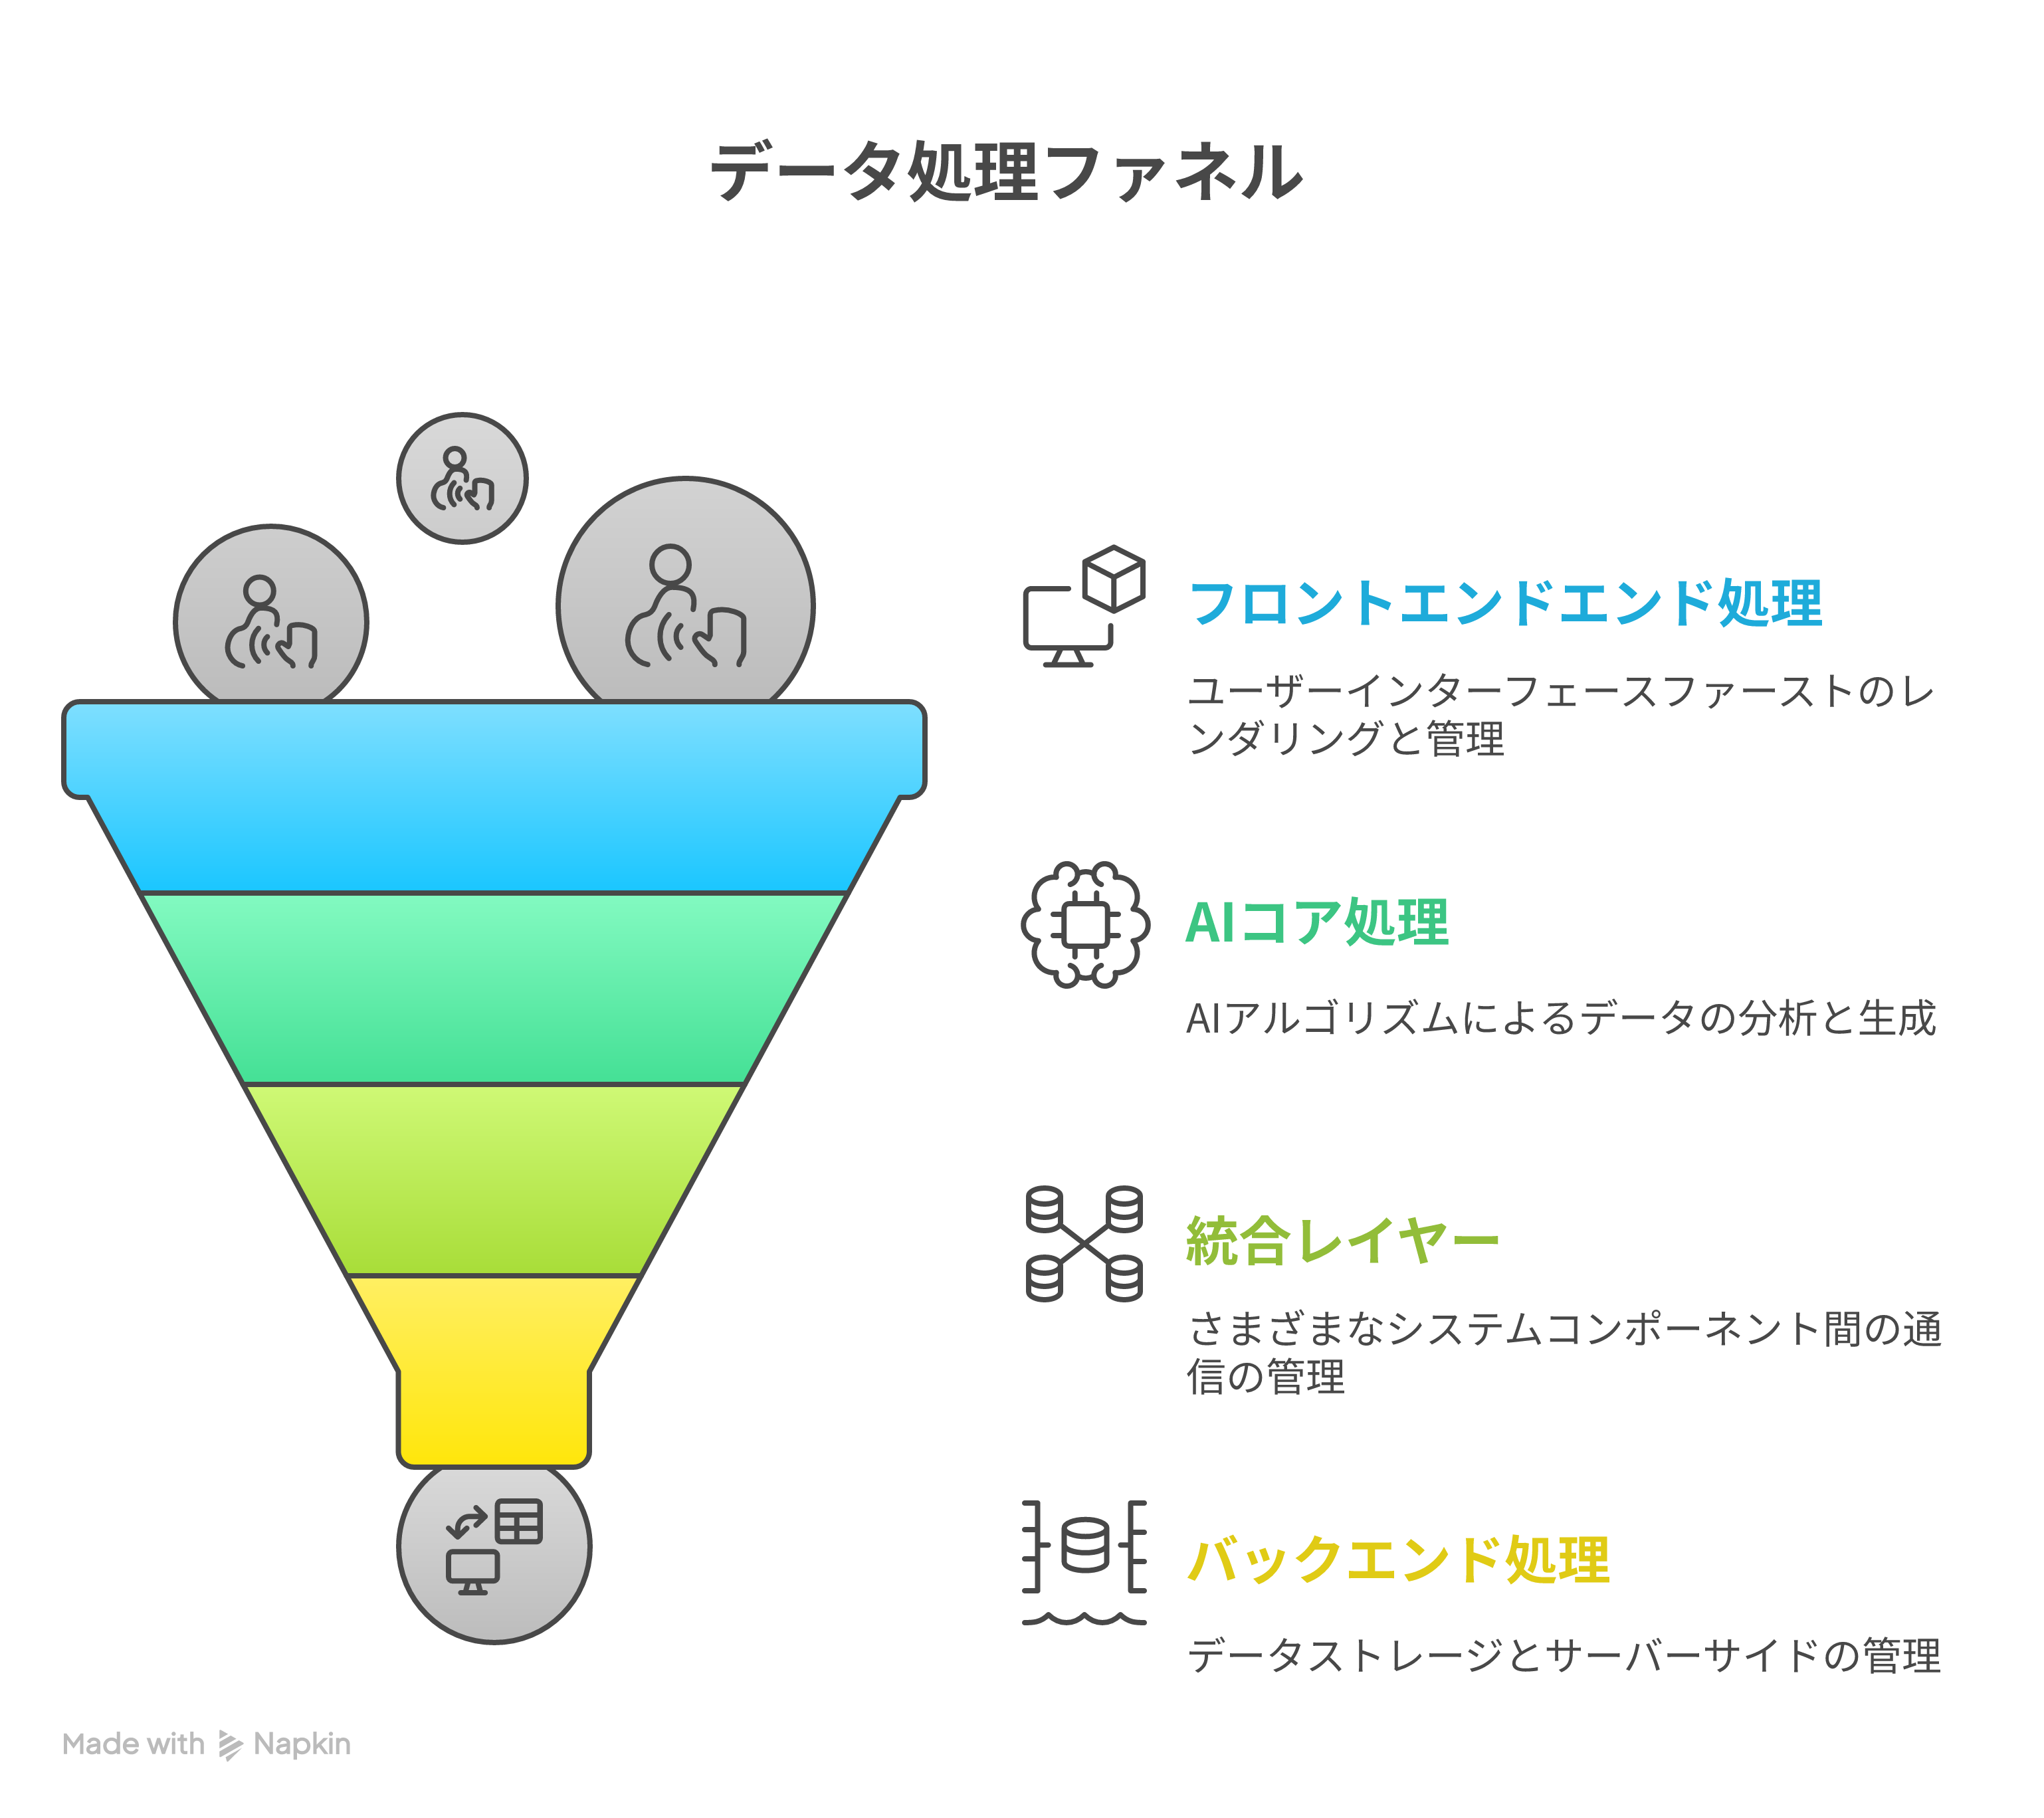 データ処理ファネル
フロントエンドエンド処理
ユーザーインターフェースファーストのレ
ンダリングと管理
AIコア処理
AIアルゴリズムによるデータの分析と生成
統合レイヤー
さまざまなシステムコンポーネント間の通
信の管理
バックエンド処理
データストレージとサーバーサイドの管理
Made with Napkin